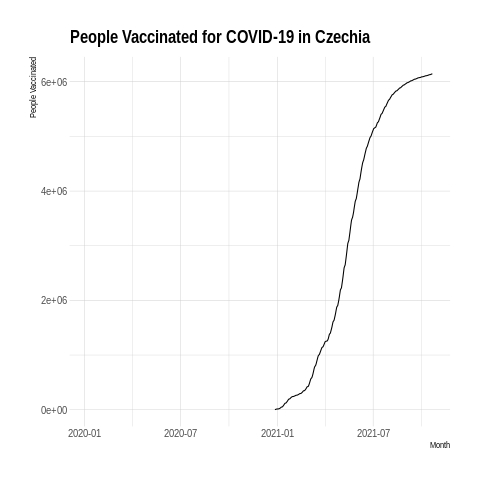 People Vaccinated for COVID-19 in Czechia
People Vaccinated
6e+06
4e+06
2e+06
0e+00
2020-01 2020-07 2021-01 2021-07
Month